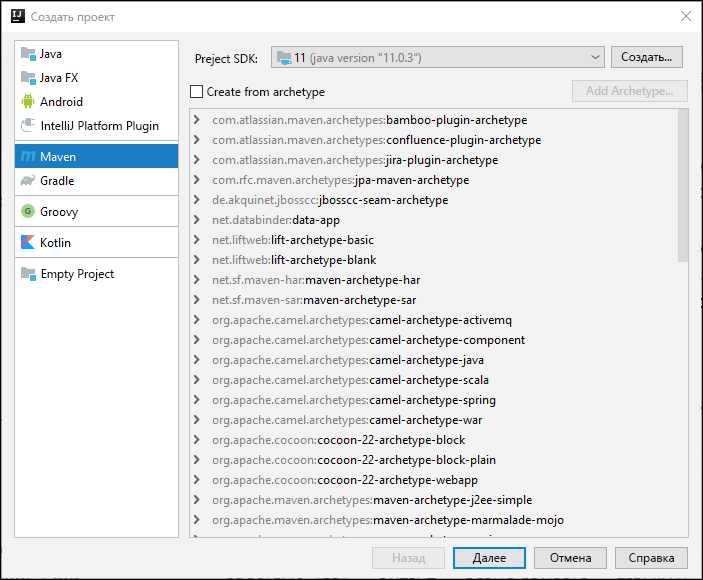 Создать проект
Java
Java FX
Android
IntelliJ Platform Plugin
Maven
Gradle
Groovy
Kotlin
Empty Project
Preject SDK: 11 (java version "11.0.3") Создать...
Create from archetype Add Archetype...
com.atlassian.maven.archetypes:bamboo-plugin-archetype
com.atlassian.maven.archetypes:confluence-plugin-archetype
com.atlassian.maven.archetypes:jira-plugin-archetype
com.rfc.maven.archetypes:jpa-maven-archetype
de.akquinet.jbosscc:jbosscc-seam-archetype
net.databinder:data-app
net.liftweb:lift-archetype-basic
net.liftweb:lift-archetype-blank
net.sf.maven-har:maven-archetype-har
net.sf.maven-sar:maven-archetype-sar
org.apache.camel.archetypes:camel-archetype-activemq
org.apache.camel.archetypes:camel-archetype-component
org.apache.camel.archetypes:camel-archetype-java
org.apache.camel.archetypes:camel-archetype-scala
org.apache.camel.archetypes:camel-archetype-spring
org.apache.camel.archetypes:camel-archetype-war
org.apache.cocoon:cocoon-22-archetype-block
org.apache.cocoon:cocoon-22-archetype-block-plain
org.apache.cocoon:cocoon-22-archetype-webapp
org.apache.maven.archetypes:maven-archetype-j2ee-simple
org.apache.maven.archetypes:maven-archetype-marmalade-mojo
Назад Далее Отмена Справка